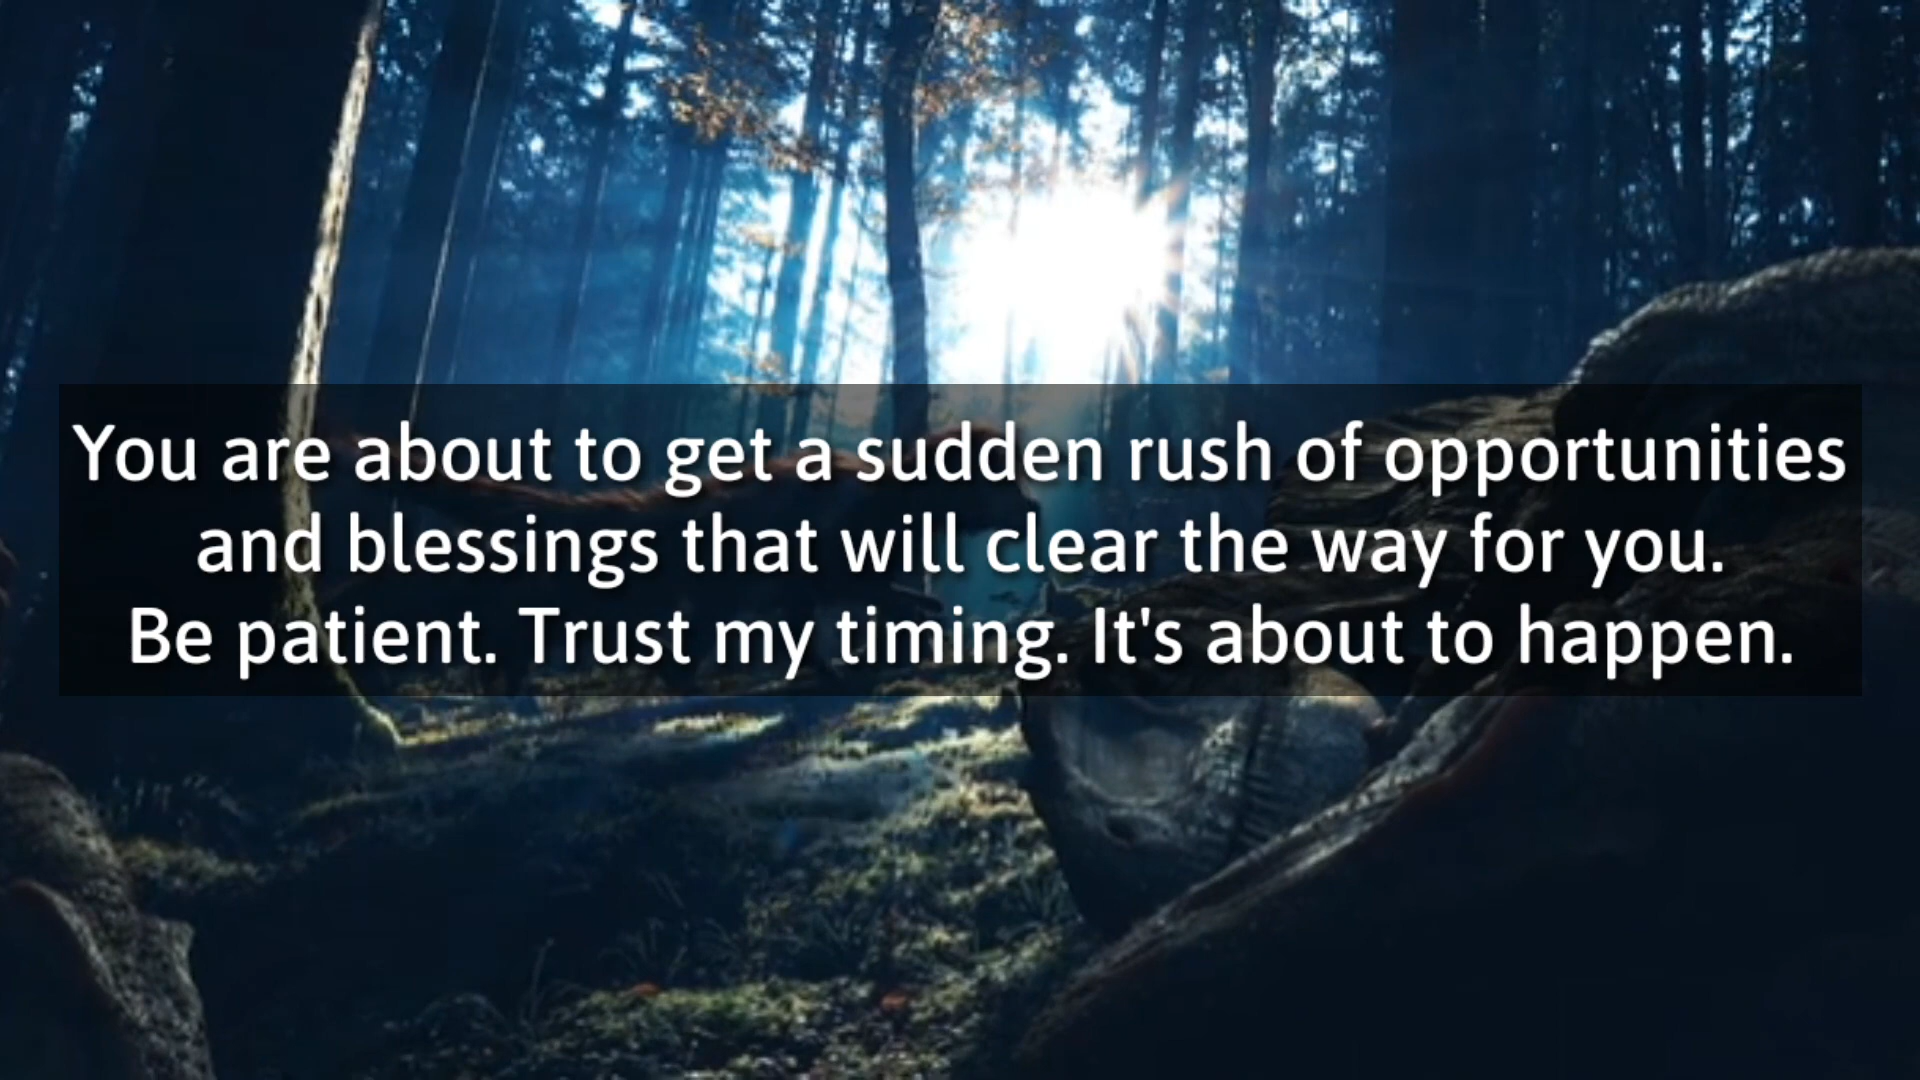 You are about to get a sudden rush of opportunities
and blessings that will clear the way for you.
Be patient. Trust my timing. It's about to happen.